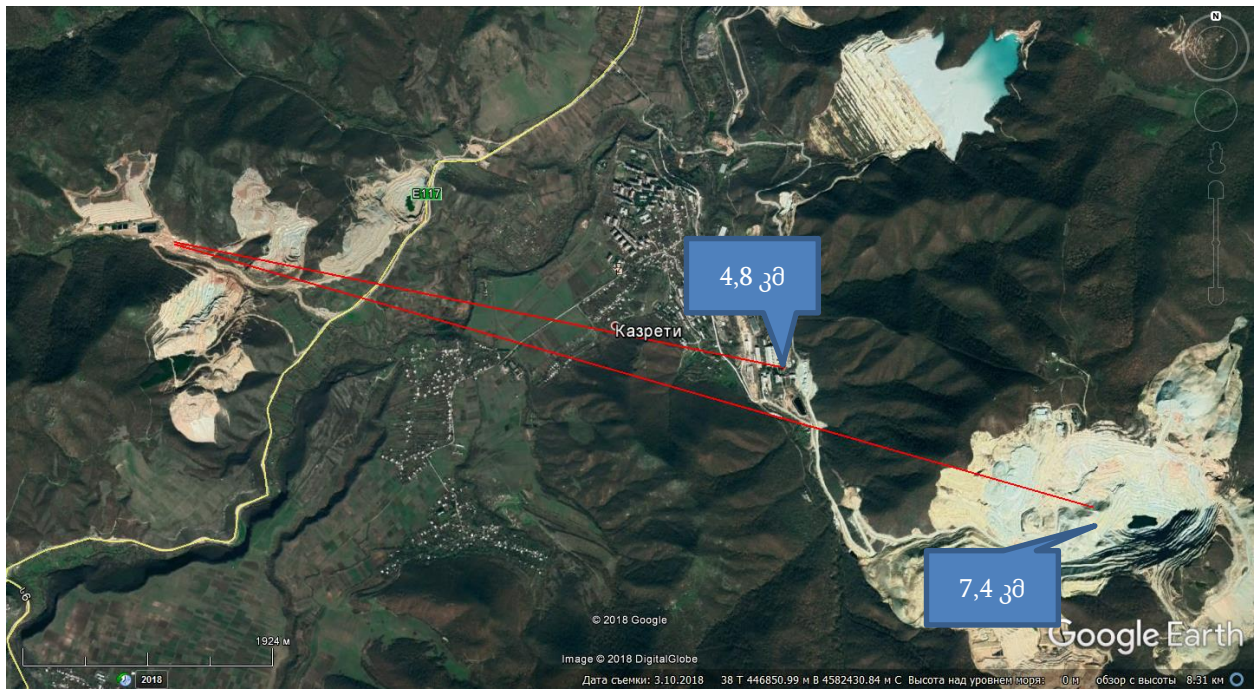 N
E117
4,8 კმ
Казрети
7,4 კმ
© 2018 Google
Google Earth
1924 м
Image © 2018 DigitalGlobe
2018
Дата съемки: 3.10.2018 38 T 446850.99 м В 4582430.84 м С Высота над уровнем моря: 0 м обзор с высоты 8.31 км